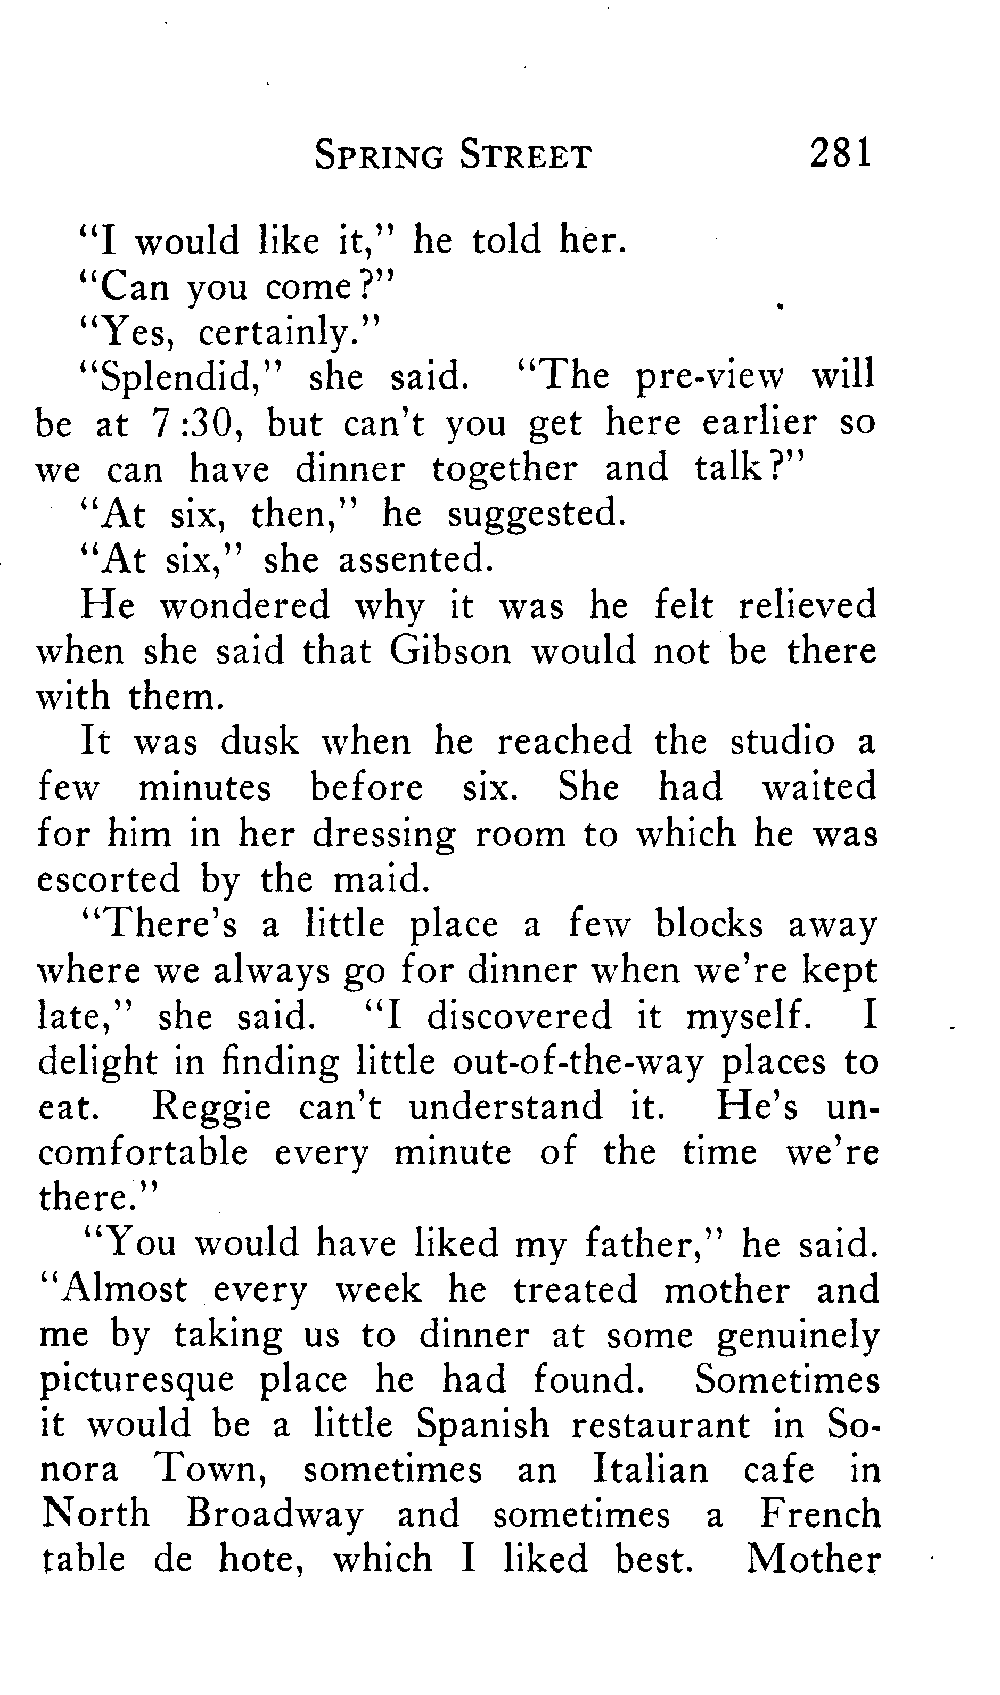 SPRING STREET 281
"I would like it," he told her.
"Can you come?"
"Yes, certainly."
"Splendid," she said. "The pre-view will
be at 7:30, but can't you get here earlier so
we can have dinner together and talk?"
"At six, then," he suggested.
"At six," she assented.
He wondered why it was he felt relieved
when she said that Gibson would not be there
with them.
It was dusk when he reached the studio a
few minutes before six. She had waited
for him in her dressing room to which he was
escorted by the maid.
"There's a little place a few blocks away
where we always go for dinner when we're kept
late," she said. "I discovered it myself. I
delight in finding little out-of-the-way places to
eat. Reggie can't understand it. He's un-
comfortable every minute of the time we're
there."
"You would have liked my father," he said.
"Almost every week he treated mother and
me by taking us to dinner at some genuinely
picturesque place he had found. Sometimes
it would be a little Spanish restaurant in So-
nora Town, sometimes an Italian cafe in
North Broadway and sometimes a French
table de hote, which I liked best. Mother